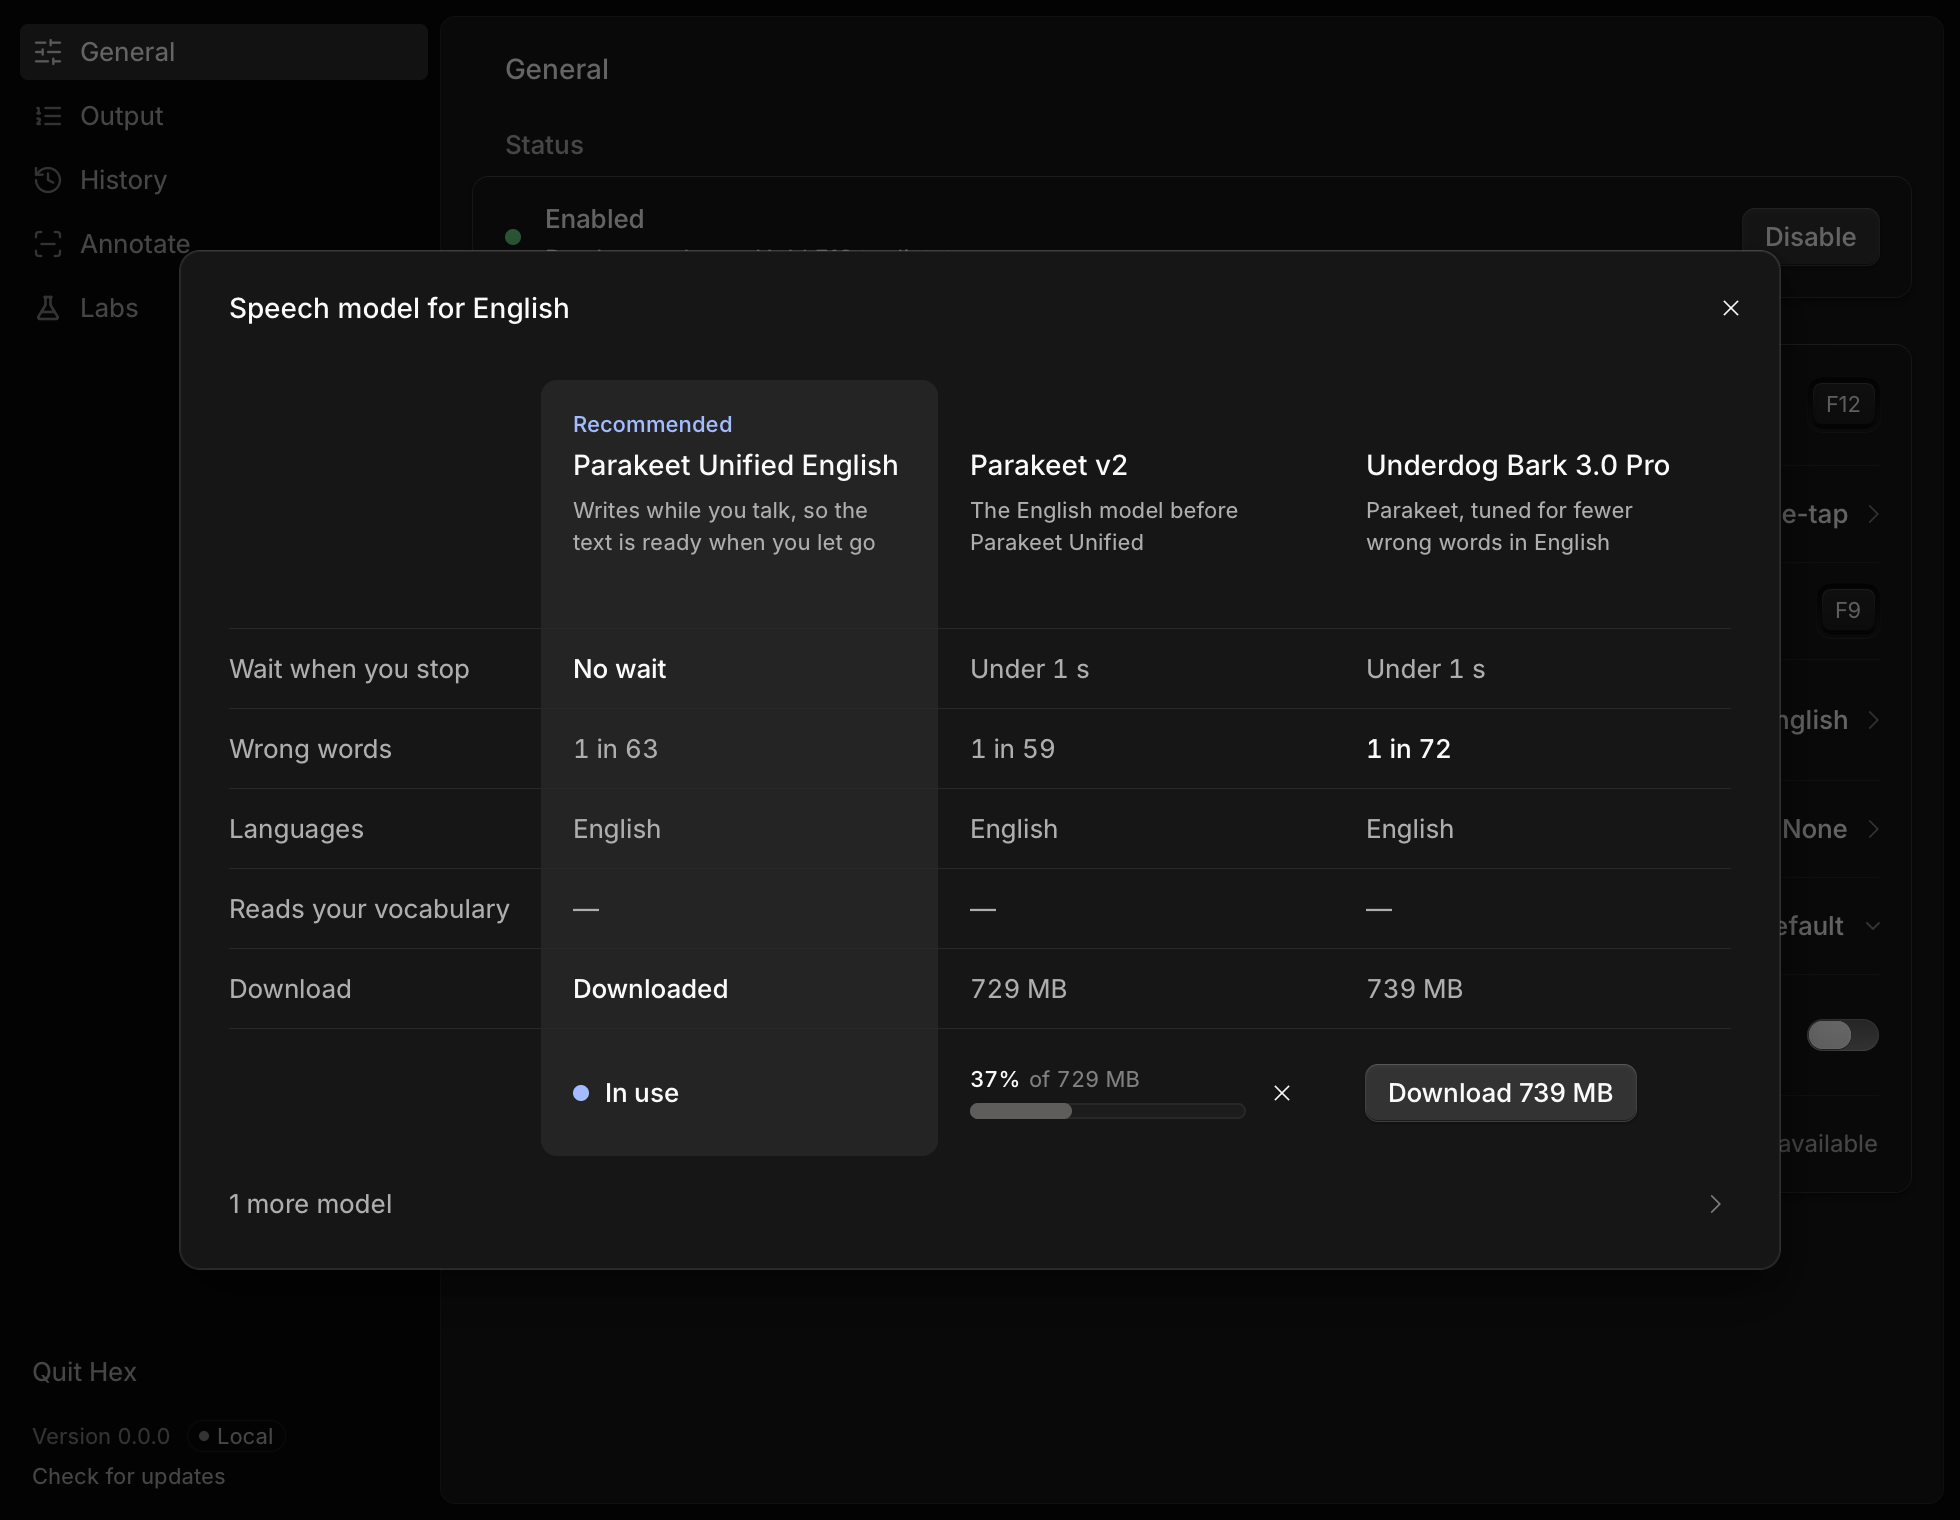 General
Output
History
Annotate
Labs
General
Status
Enabled
Disable
Speech model for English
Recommended
Parakeet Unified English
Writes while you talk, so the
text is ready when you let go
Parakeet v2
The English model before
Parakeet Unified
Underdog Bark 3.0 Pro
Parakeet, tuned for fewer
wrong words in English
Wait when you stop No wait Under 1 s Under 1 s
Wrong words 1 in 63 1 in 59 1 in 72
Languages English English English
Reads your vocabulary — — —
Download Downloaded 729 MB 739 MB
In use
37% of 729 MB
Download 739 MB
1 more model
F12
e-tap
F9
nglish
None
efault
available
Quit Hex
Version 0.0.0 Local
Check for updates